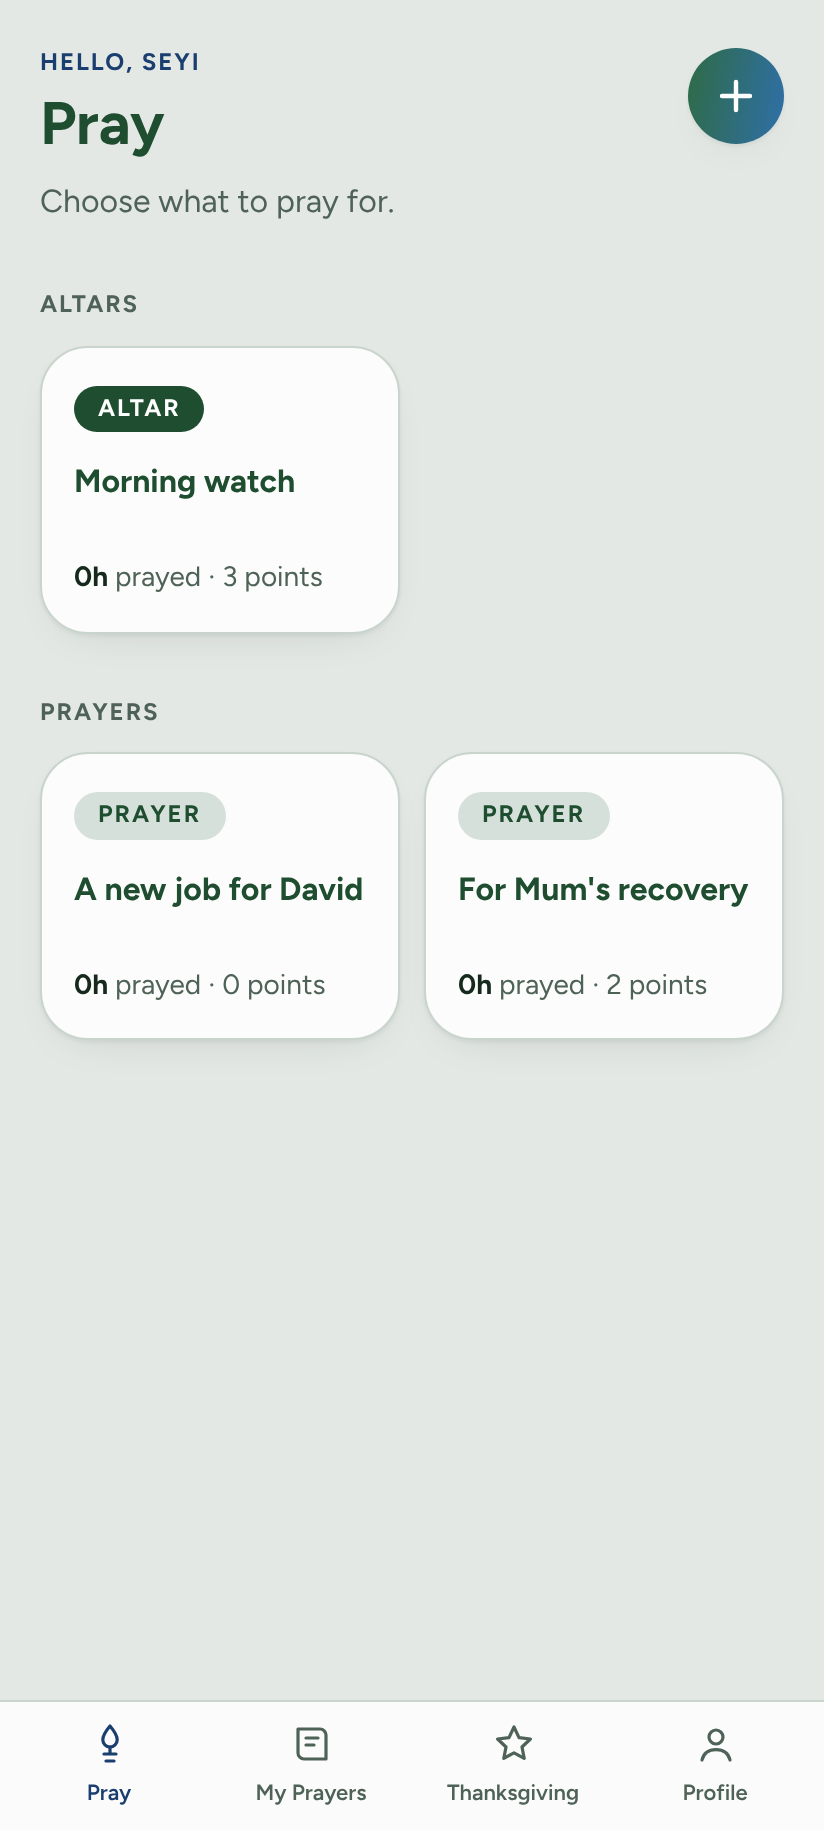 HELLO, SEYI
Pray
Choose what to pray for.
ALTARS
ALTAR
Morning watch
0h prayed · 3 points
PRAYERS
PRAYER
A new job for David
0h prayed · 0 points
PRAYER
For Mum's recovery
0h prayed · 2 points
Pray
My Prayers
Thanksgiving
Profile